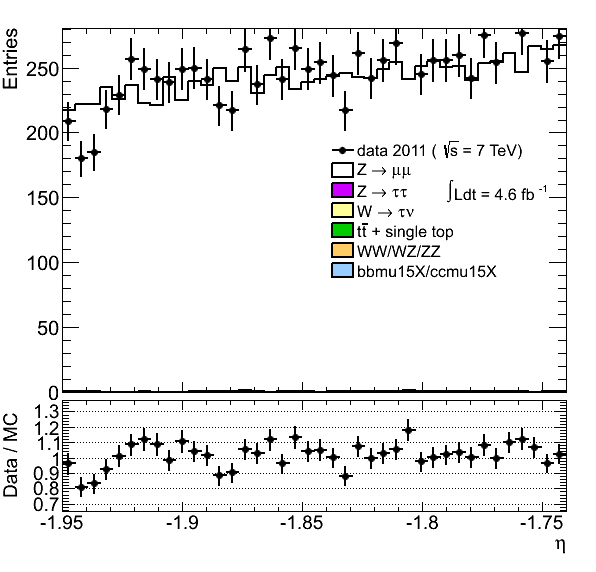 Entries
250
200
150
100
50
0
data 2011 ( √s = 7 TeV)
Z → μμ
Z → ττ
∫Ldt = 4.6 fb⁻¹
W → τν
tt̄ + single top
WW/WZ/ZZ
bbmu15X/ccmu15X
Data / MC
1.3
1.2
1.1
1
0.9
0.8
0.7
-1.95
-1.9
-1.85
-1.8
-1.75
η